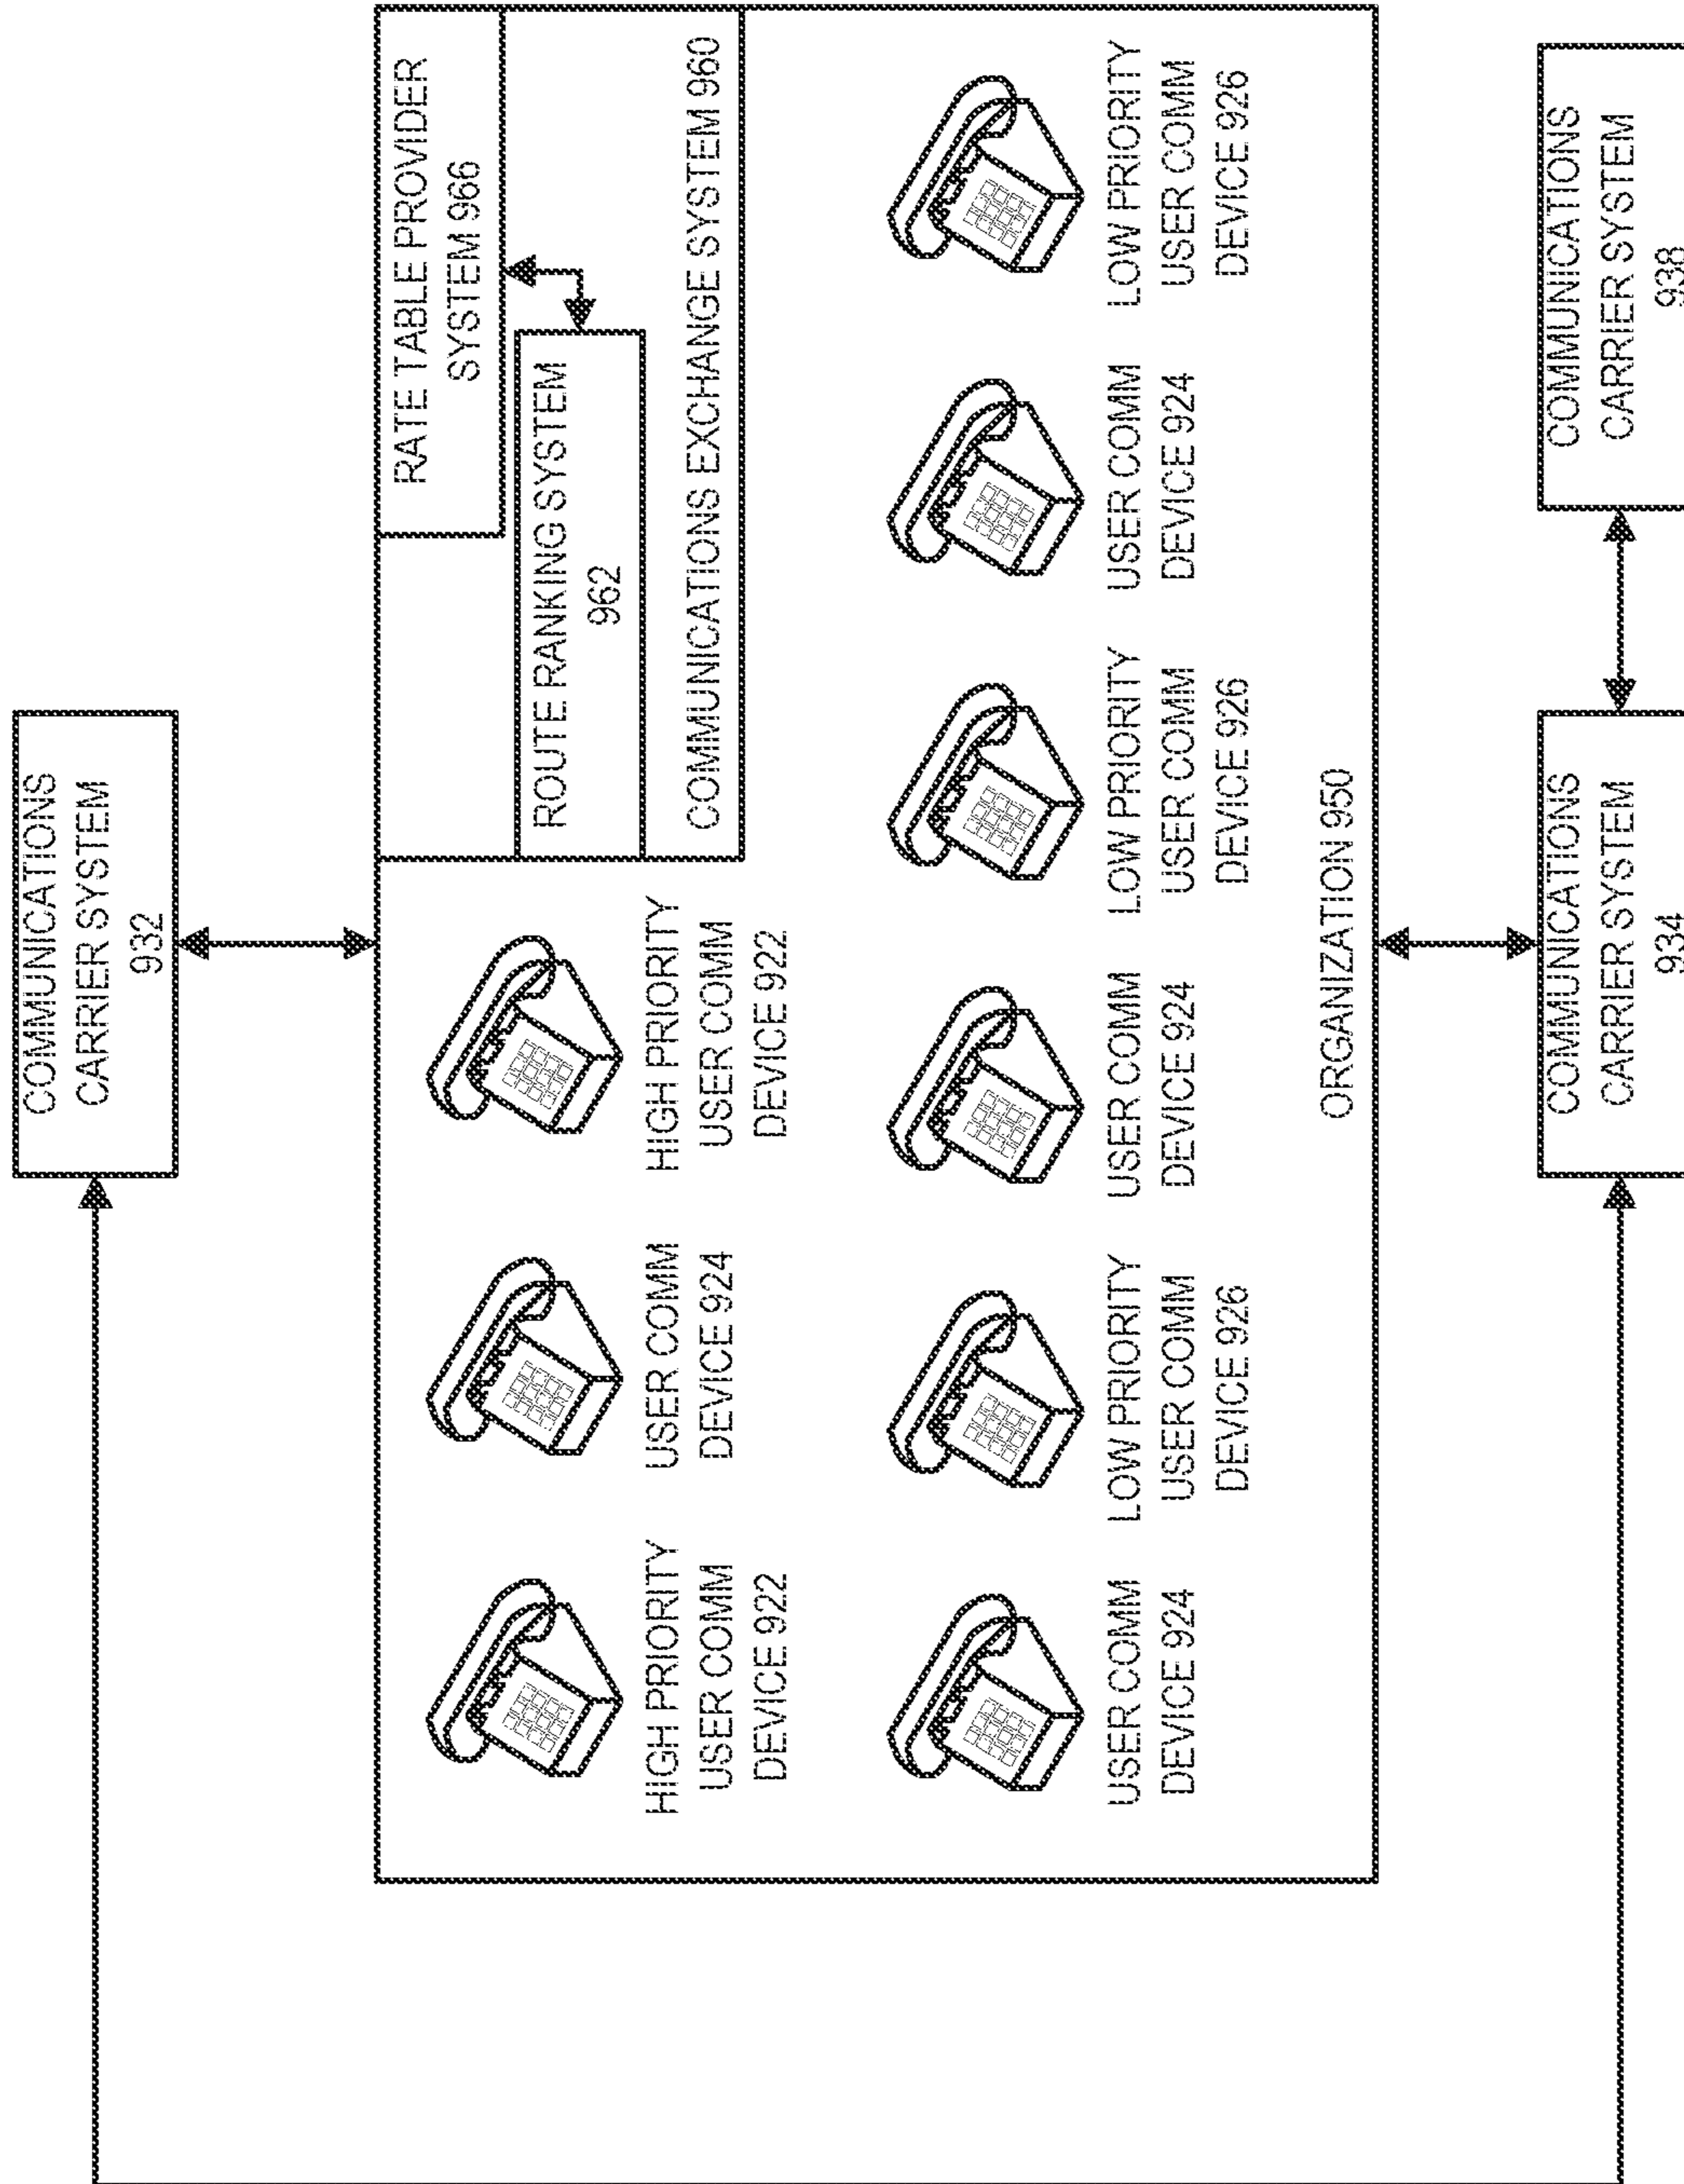 COMMUNICATIONS
CARRIER SYSTEM
932
RATE TABLE PROVIDER
SYSTEM 966
ROUTE RANKING SYSTEM
962
COMMUNICATIONS EXCHANGE SYSTEM 960
HIGH PRIORITY
USER COMM
DEVICE 922
USER COMM
DEVICE 924
HIGH PRIORITY
USER COMM
DEVICE 922
USER COMM
DEVICE 924
LOW PRIORITY
USER COMM
DEVICE 926
USER COMM
DEVICE 924
LOW PRIORITY
USER COMM
DEVICE 926
USER COMM
DEVICE 924
LOW PRIORITY
USER COMM
DEVICE 926
ORGANIZATION 950
COMMUNICATIONS
CARRIER SYSTEM
934
COMMUNICATIONS
CARRIER SYSTEM
938